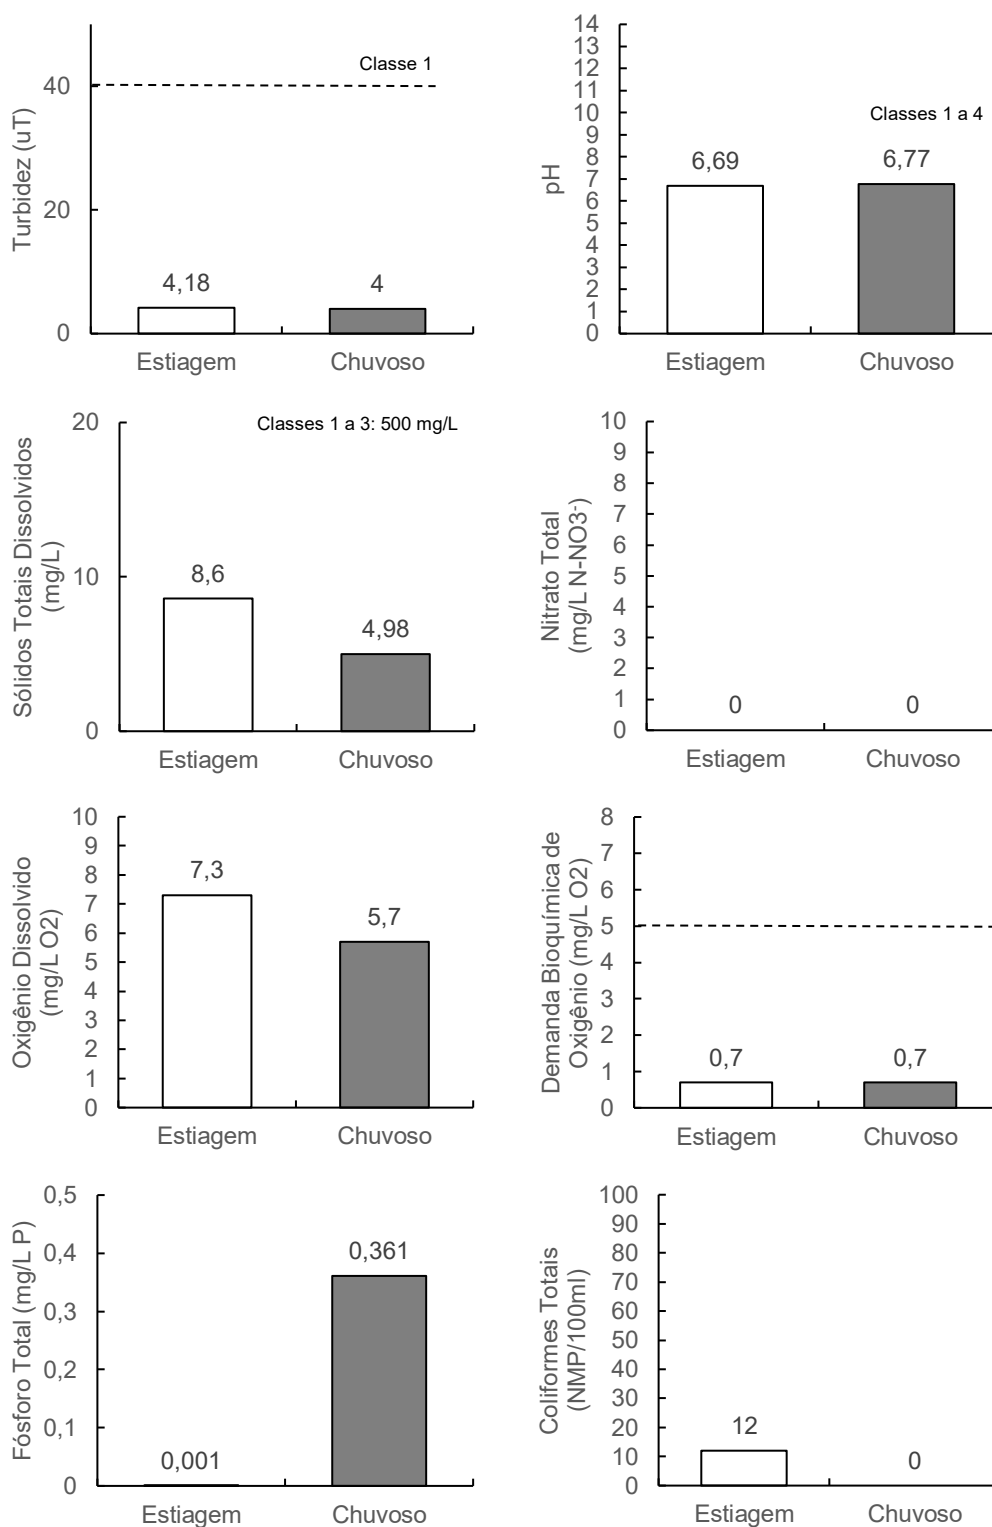 Turbidez (uT)
40
20
0
Classe 1
4,18
4
Estiagem
Chuvoso
pH
14
13
12
11
10
9
8
7
6
5
4
3
2
1
0
Classes 1 a 4
6,69
6,77
Estiagem
Chuvoso
Sólidos Totais Dissolvidos
(mg/L)
20
10
0
Classes 1 a 3: 500 mg/L
8,6
4,98
Estiagem
Chuvoso
Nitrato Total
(mg/L N-NO3-)
10
9
8
7
6
5
4
3
2
1
0
0
0
Estiagem
Chuvoso
Oxigênio Dissolvido
(mg/L O2)
10
9
8
7
6
5
4
3
2
1
0
7,3
5,7
Estiagem
Chuvoso
Demanda Bioquímica de
Oxigênio (mg/L O2)
8
7
6
5
4
3
2
1
0
0,7
0,7
Estiagem
Chuvoso
Fósforo Total (mg/L P)
0,5
0,4
0,3
0,2
0,1
0
0,001
0,361
Estiagem
Chuvoso
Coliformes Totais
(NMP/100ml)
100
90
80
70
60
50
40
30
20
10
0
12
0
Estiagem
Chuvoso